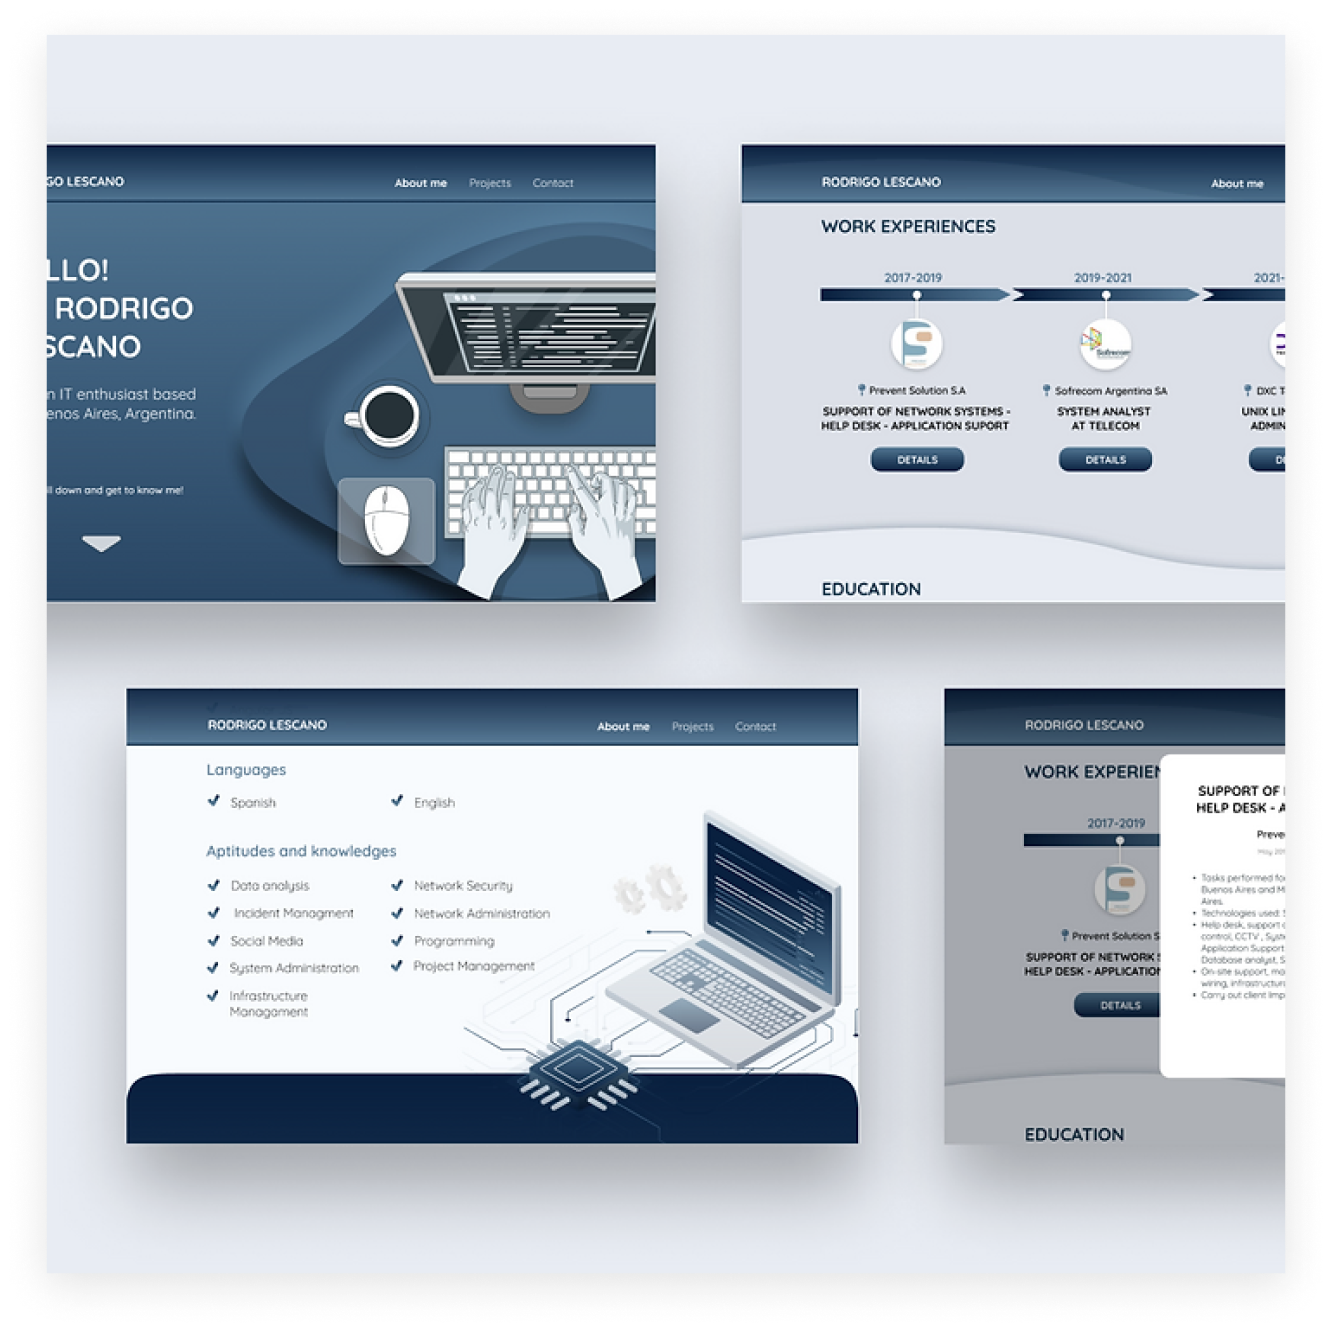 GO LESCANO
About me Projects Contact
LLO!
RODRIGO
SCANO
n IT enthusiast based
enos Aires, Argentina.
ll down and get to know me!
RODRIGO LESCANO
About me
WORK EXPERIENCES
2017-2019
2019-2021
2021-
Sofrecom
Prevent Solution S.A
Sofrecom Argentina SA
DXC T
SUPPORT OF NETWORK SYSTEMS -
HELP DESK - APPLICATION SUPORT
SYSTEM ANALYST
AT TELECOM
UNIX LIN
ADMIN
DETAILS
DETAILS
DE
EDUCATION
RODRIGO LESCANO
About me Projects Contact
Languages
Spanish
English
Aptitudes and knowledges
Data analysis
Network Security
Incident Managment
Network Administration
Social Media
Programming
System Administration
Project Management
Infrastructure
Managament
RODRIGO LESCANO
WORK EXPERIEN
2017-2019
Prevent Solution S
SUPPORT OF NETWORK S
HELP DESK - APPLICATION
DETAILS
EDUCATION
SUPPORT OF
HELP DESK - A
Preve
May 201
• Tasks performed fo
Buenos Aires and M
Aires.
• Technologies used: S
• Help desk, support
control, CCTV , Syste
Application Support
Database analyst, S
• On-site support, mo
wiring, infrastructur
• Carry out client imp